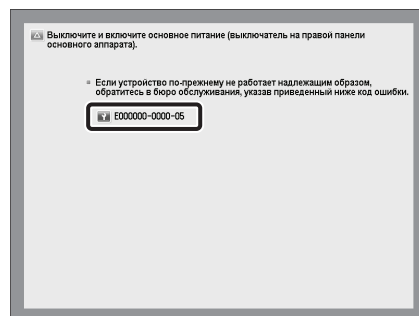 Выключите и включите основное питание (выключатель на правой панели
основного аппарата).
Если устройство по-прежнему не работает надлежащим образом,
обратитесь в бюро обслуживания, указав приведенный ниже код ошибки.
E000000-0000-05